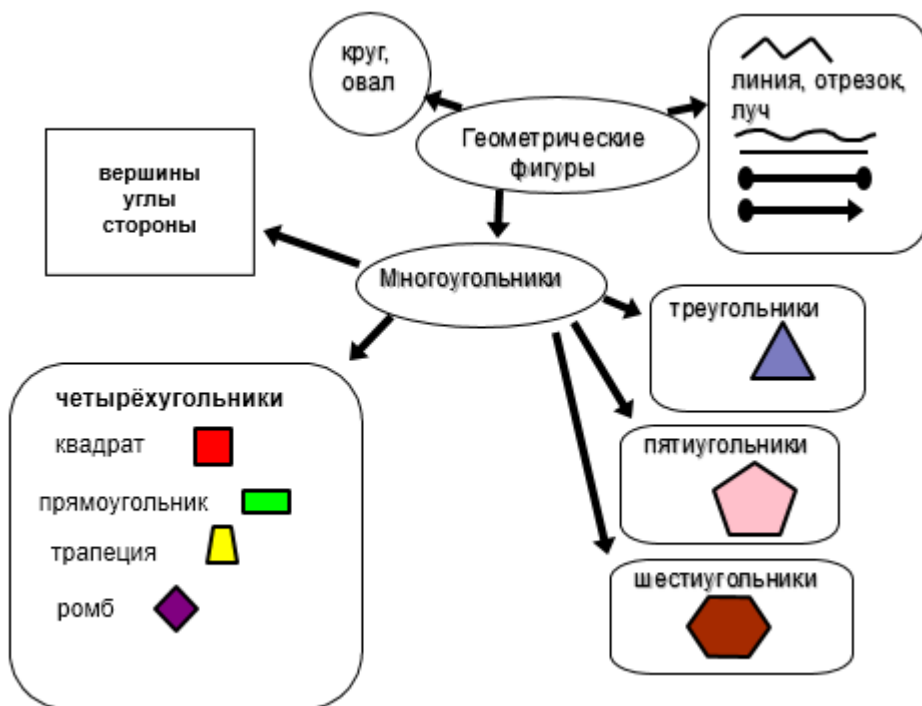 круг,
овал
линия, отрезок,
луч
Геометрические
фигуры
вершины
углы
стороны
Многоугольники
треугольники
четырёхугольники
квадрат
прямоугольник
трапеция
ромб
пятиугольники
шестиугольники